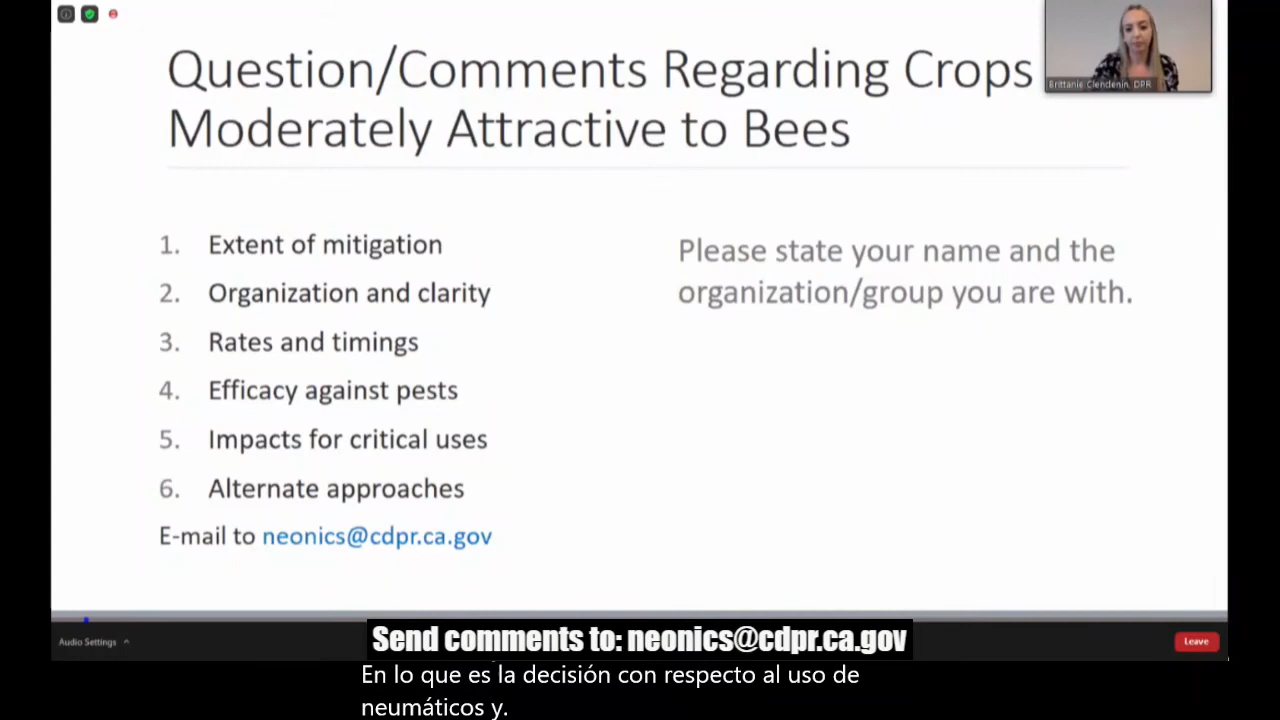 Question/Comments Regarding Crops
Moderately Attractive to Bees
Brittanie Clendenin, DPR
1. Extent of mitigation
2. Organization and clarity
3. Rates and timings
4. Efficacy against pests
5. Impacts for critical uses
6. Alternate approaches
E-mail to neonics@cdpr.ca.gov
Please state your name and the
organization/group you are with.
Audio Settings
Leave
Send comments to: neonics@cdpr.ca.gov
En lo que es la decisión con respecto al uso de
neumáticos y.